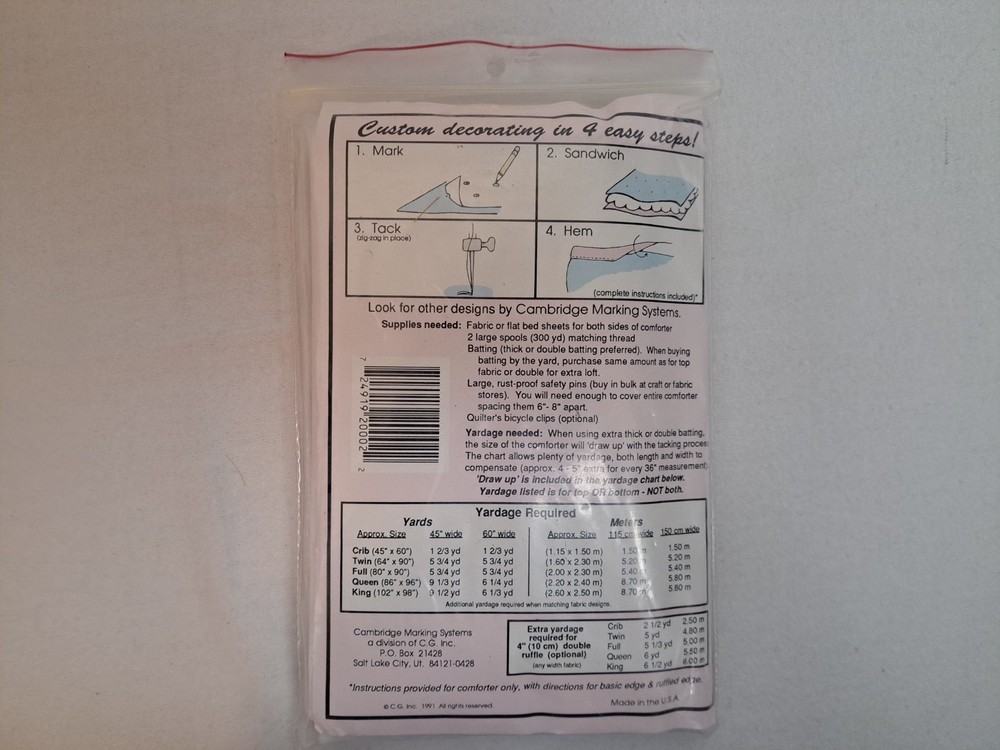 Custom decorating in 4 easy steps!
1. Mark
2. Sandwich
3. Tack
(zig-zag in place)
4. Hem
(complete instructions included)*
Look for other designs by Cambridge Marking Systems.
Supplies needed: Fabric or flat bed sheets for both sides of comforter
2 large spools (300 yd) matching thread
Batting (thick or double batting preferred). When buying
batting by the yard, purchase same amount as for top
fabric or double for extra loft.
Large, rust-proof safety pins (buy in bulk at craft or fabric
stores). You will need enough to cover entire comforter
spacing them 6"- 8" apart.
Quilter's bicycle clips (optional)
7 24919 20002 2
Yardage needed: When using extra thick or double batting,
the size of the comforter will 'draw up' with the tacking process
The chart allows plenty of yardage, both length and width to
compensate (approx. 4 - 5" extra for every 36" measurement)
'Draw up' is included in the yardage chart below.
Yardage listed is for top OR bottom - NOT both.
Yardage Required
Yards Meters
Approx. Size 45" wide 60" wide Approx. Size 115 cm wide 150 cm wide
Crib (45" x 60") 1 2/3 yd 1 2/3 yd (1.15 x 1.50 m) 1.50 m 1.50 m
Twin (64" x 90") 5 3/4 yd 5 3/4 yd (1.60 x 2.30 m) 5.20 m 5.20 m
Full (80" x 90") 5 3/4 yd 5 3/4 yd (2.00 x 2.30 m) 5.40 m 5.40 m
Queen (86" x 96") 9 1/3 yd 6 1/4 yd (2.20 x 2.40 m) 8.70 m 5.80 m
King (102" x 98") 9 1/2 yd 6 1/3 yd (2.60 x 2.50 m) 8.70 m 5.80 m
Additional yardage required when matching fabric designs.
Cambridge Marking Systems
a division of C.G. Inc.
P.O. Box 21428
Salt Lake City, Ut. 84121-0428
Extra yardage
required for
4" (10 cm) double
ruffle (optional)
(any width fabric)
Crib 2 1/2 yd 2.50 m
Twin 5 yd 4.80 m
Full 5 1/3 yd 5.00 m
Queen 6 yd 5.50 m
King 6 1/2 yd 6.00 m
*Instructions provided for comforter only, with directions for basic edge & ruffled edge.
© C.G. Inc. 1991 All rights reserved.
Made in the U.S.A.